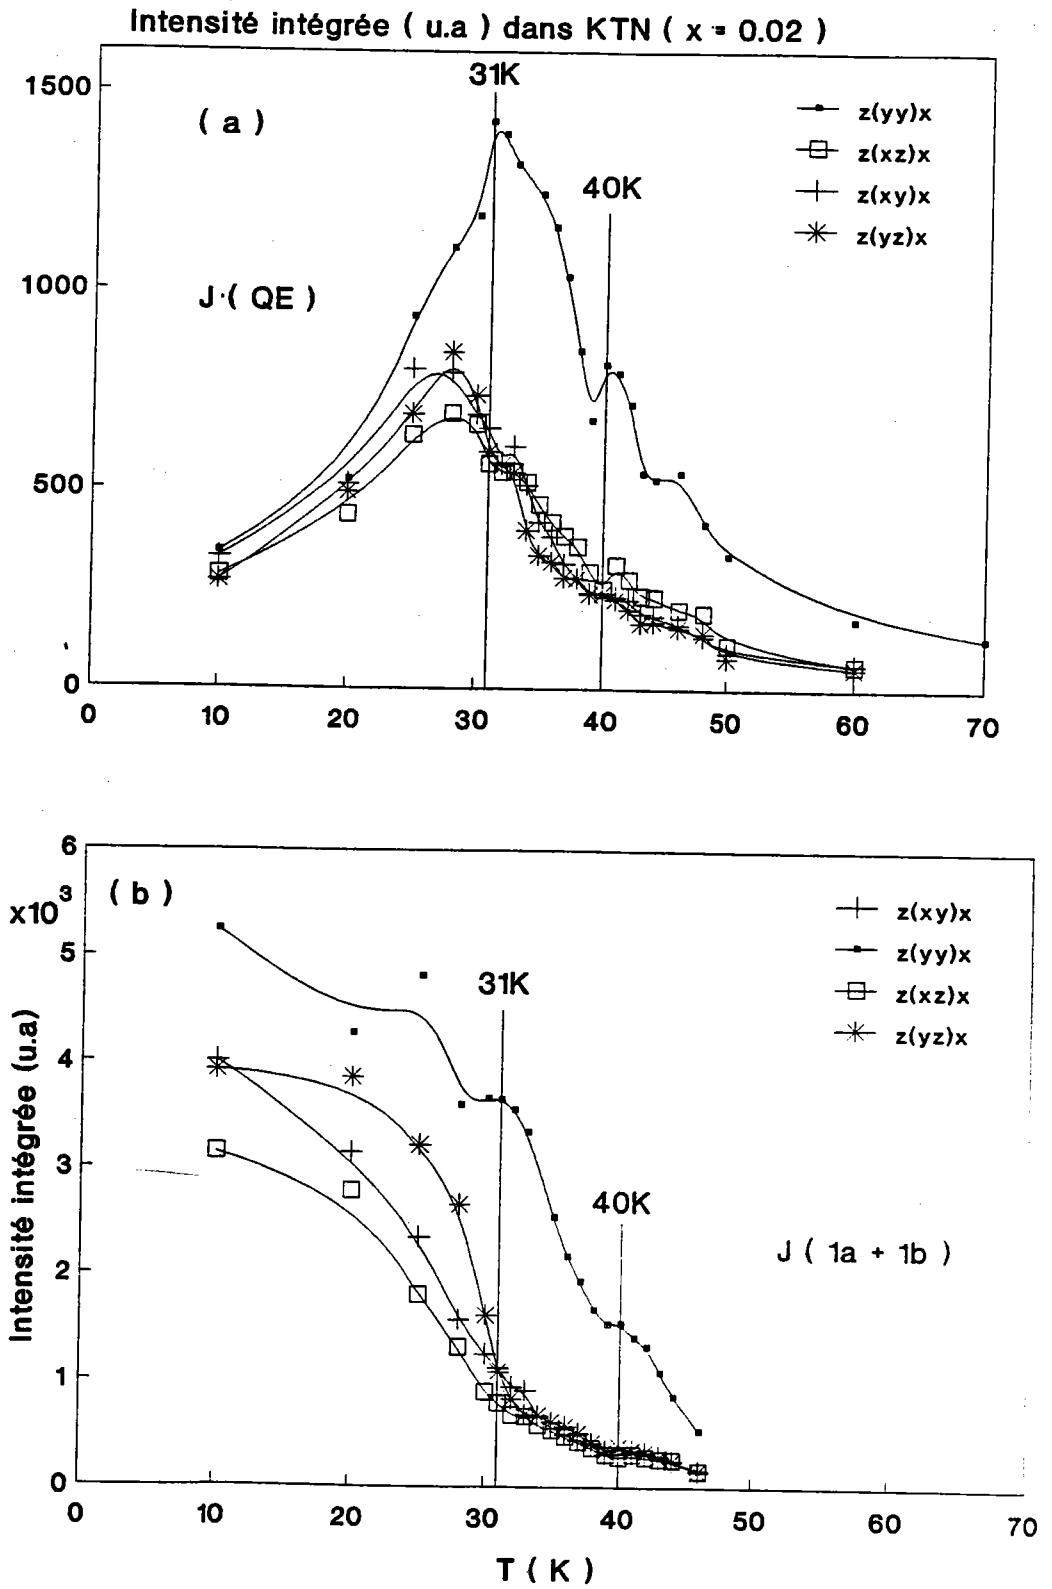 Intensité intégrée ( u.a ) dans KTN ( x = 0.02 )
31K
1500
( a )
z(yy)x
z(xz)x
40K
z(xy)x
z(yz)x
1000
J ( QE )
500
0
0 10 20 30 40 50 60 70
6
( b )
x10³
z(xy)x
5
z(yy)x
31K
z(xz)x
z(yz)x
4
3
40K
J ( 1a + 1b )
2
1
0
0 10 20 30 40 50 60 70
Intensité intégrée (u.a)
T ( K )